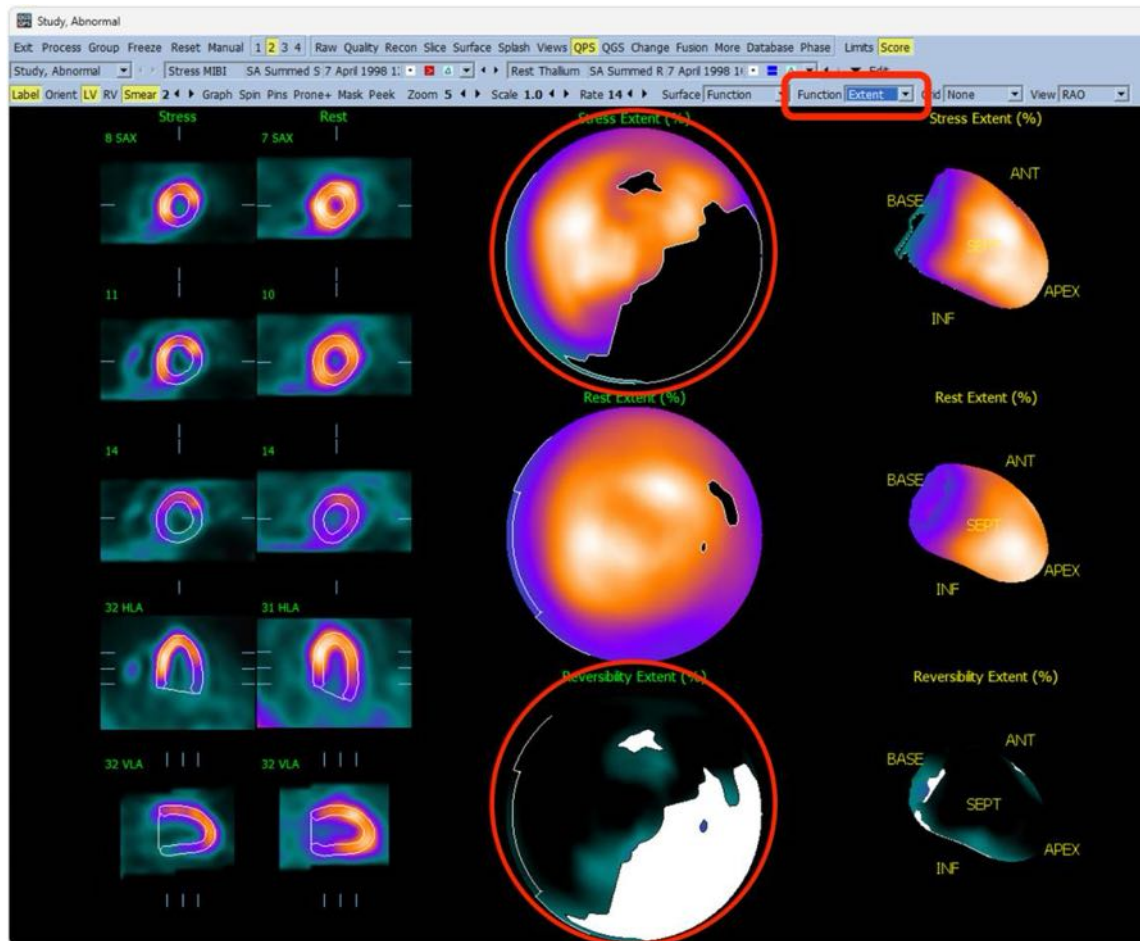 Study, Abnormal
Exit Process Group Freeze Reset Manual 1 2 3 4 Raw Quality Recon Slice Surface Splash Views QPS QGS Change Fusion More Database Phase Limits Score
Study, Abnormal Stress MIBI SA Summed S 7 April 1998 1 Rest Thallium SA Summed R 7 April 1998 1 Edit
Label Orient LV RV Smear 2 Graph Spin Pins Prone+ Mask Peek Zoom 5 Scale 1.0 Rate 14 Surface Function Function Extent Grid None View RAO
Stress Rest Stress Extent (%) Stress Extent (%)
8 SAX 7 SAX
ANT
BASE
SEPT
11 10
APEX
INF
Rest Extent (%) Rest Extent (%)
14 14
ANT
BASE
SEPT
APEX
INF
32 HLA 31 HLA
Reversibility Extent (%) Reversibility Extent (%)
ANT
32 VLA 32 VLA
BASE
SEPT
APEX
INF